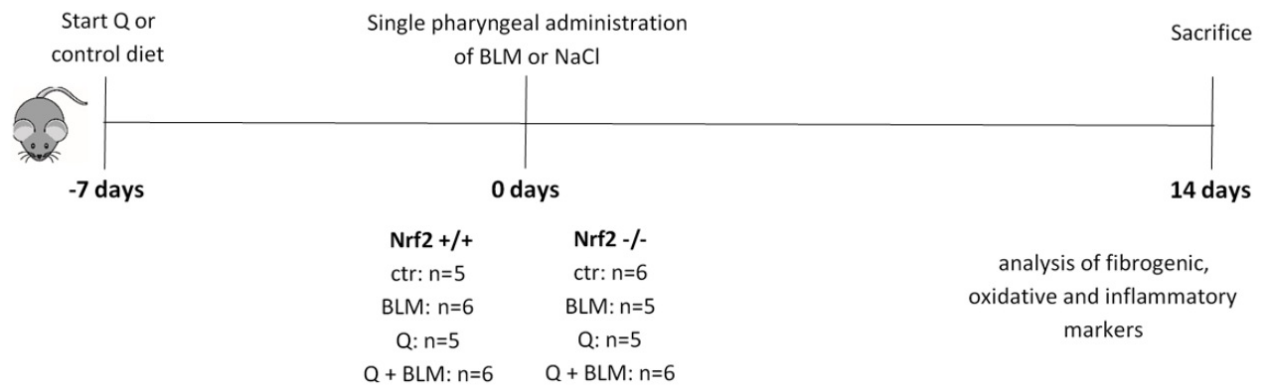 Start Q or
control diet
Single pharyngeal administration
of BLM or NaCl
Sacrifice
-7 days
0 days
14 days
Nrf2 +/+
ctr: n=5
BLM: n=6
Q: n=5
Q + BLM: n=6
Nrf2 -/-
ctr: n=6
BLM: n=5
Q: n=5
Q + BLM: n=6
analysis of fibrogenic,
oxidative and inflammatory
markers